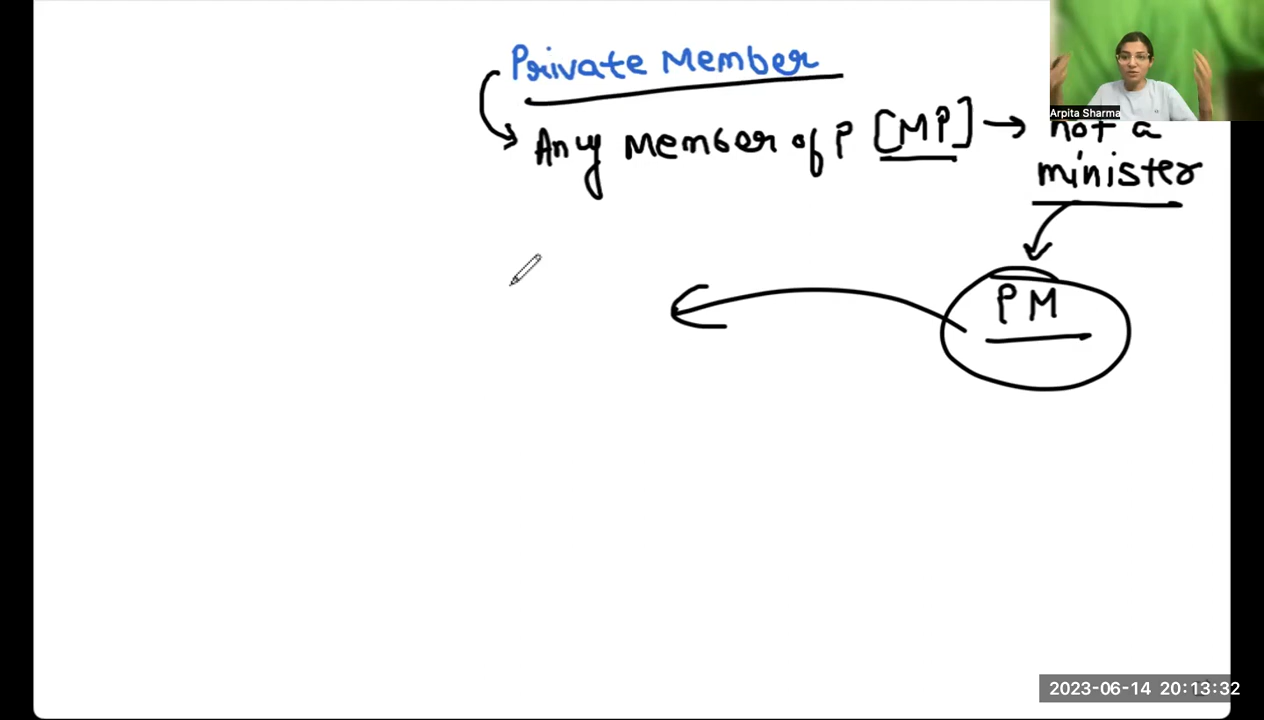 Private Member
Arpita Sharma
Any member of P [MP] → not a
minister
PM
2023-06-14 20:13:32